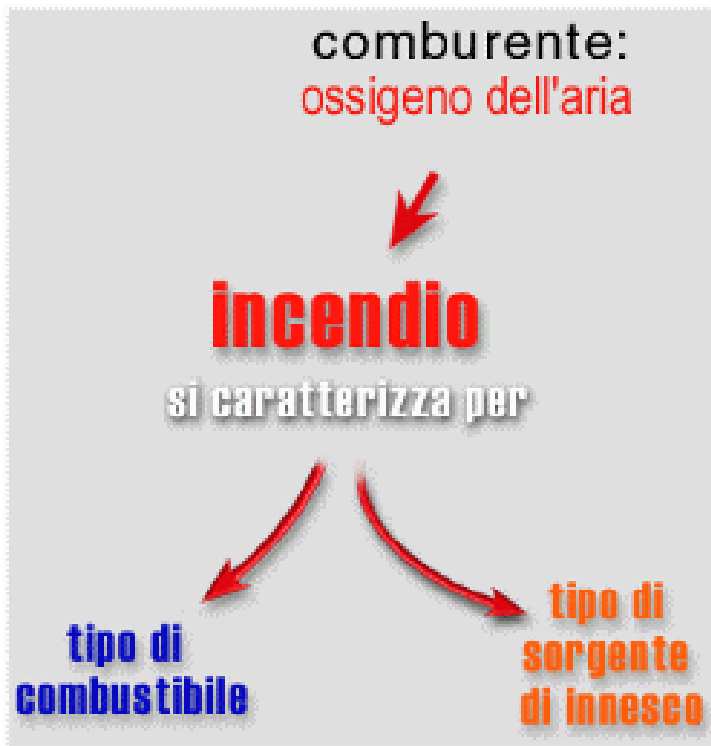 comburente:
ossigeno dell'aria
incendio
si caratterizza per
tipo di
combustibile
tipo di
sorgente
di innesco